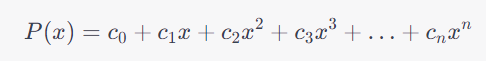 P(x) = c₀ + c₁x + c₂x² + c₃x³ + … + cₙxⁿ